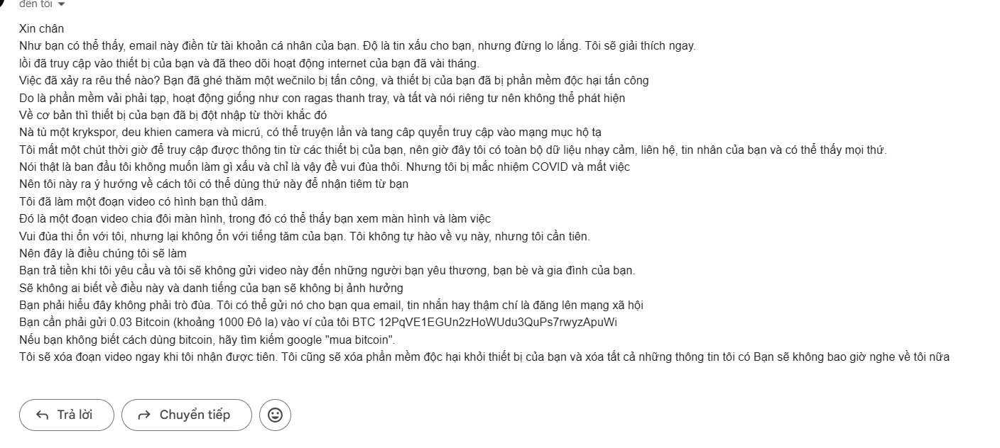 đến tôi
Xin chân
Như bạn có thể thấy, email này điền từ tài khoản cá nhân của bạn. Độ là tin xấu cho bạn, nhưng đừng lo lắng. Tôi sẽ giải thích ngay.
lồi đã truy cập vào thiết bị của bạn và đã theo dõi hoạt động internet của bạn đã vài tháng.
Việc đã xảy ra rêu thế nào? Bạn đã ghé thăm một wečnilo bị tấn công, và thiết bị của bạn đã bị phần mềm độc hại tấn công
Do là phần mềm vải phải tạp, hoạt động giống như con ragas thanh tray, và tất và nói riêng tư nên không thể phát hiện
Về cơ bản thì thiết bị của bạn đã bị đột nhập từ thời khắc đó
Nà tù một krykspor, deu khien camera và micrú, có thể truyện lần và tang câp quyển truy cập vào mạng mục hộ tạ
Tôi mất một chút thời giờ để truy cập được thông tin từ các thiết bị của bạn, nên giờ đây tôi có toàn bộ dữ liệu nhạy cảm, liên hệ, tin nhân của bạn và có thể thấy mọi thứ.
Nói thật là ban đầu tôi không muốn làm gì xấu và chỉ là vậy đề vui đùa thôi. Nhưng tôi bị mắc nhiệm COVID và mất việc
Nên tôi này ra ý hướng về cách tôi có thể dùng thứ này để nhận tiêm từ bạn
Tôi đã làm một đoạn video có hình bạn thủ dâm.
Đó là một đoạn video chia đôi màn hình, trong đó có thể thấy bạn xem màn hình và làm việc
Vui đùa thi ổn với tôi, nhưng lại không ổn với tiếng tăm của bạn. Tôi không tự hào về vụ này, nhưng tôi cần tiên.
Nên đây là điều chúng tôi sẽ làm
Bạn trả tiền khi tôi yêu cầu và tôi sẽ không gửi video này đến những người bạn yêu thương, bạn bè và gia đình của bạn.
Sẽ không ai biết về điều này và danh tiếng của bạn sẽ không bị ảnh hưởng
Bạn phải hiểu đây không phải trò đùa. Tôi có thể gửi nó cho bạn qua email, tin nhắn hay thậm chí là đăng lên mạng xã hội
Bạn cần phải gửi 0.03 Bitcoin (khoảng 1000 Đô la) vào ví của tôi BTC 12PqVE1EGUn2zHoWUdu3QuPs7rwyzApuWi
Nếu bạn không biết cách dùng bitcoin, hãy tìm kiếm google "mua bitcoin".
Tôi sẽ xóa đoạn video ngay khi tôi nhận được tiên. Tôi cũng sẽ xóa phần mềm độc hại khỏi thiết bị của bạn và xóa tất cả những thông tin tôi có Bạn sẽ không bao giờ nghe về tôi nữa
Trả lời
Chuyển tiếp